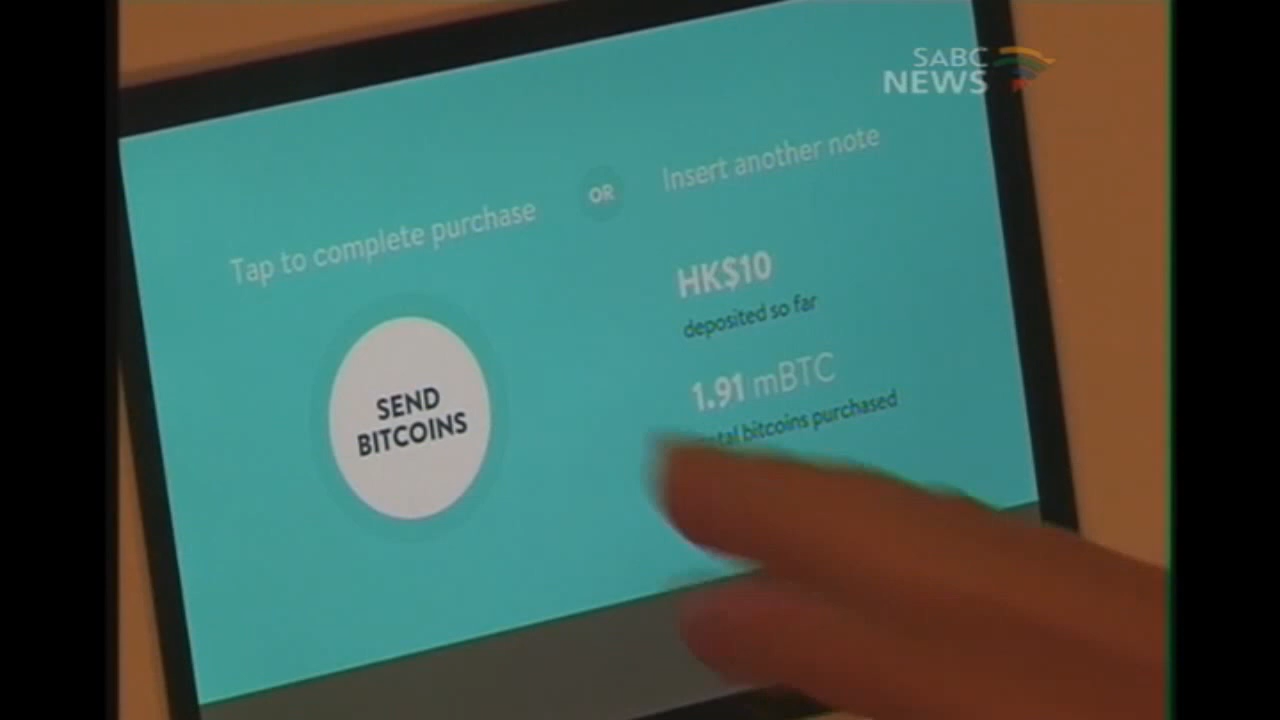 SABC
NEWS
Tap to complete purchase
OR
Insert another note
SEND
BITCOINS
HK$10
deposited so far
1.91 mBTC
bitcoins purchased